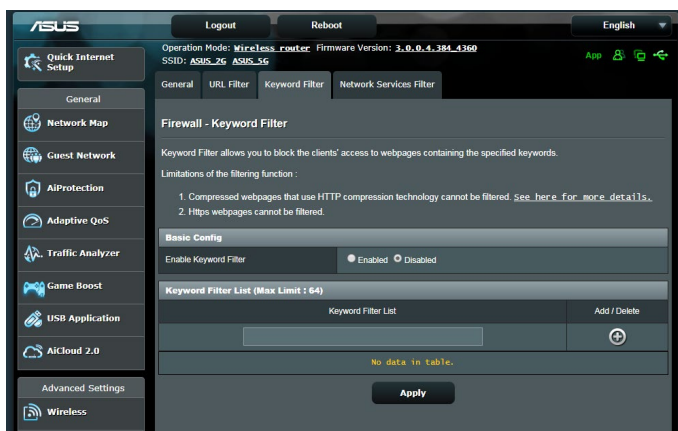 ASUS
Logout
Reboot
English
Quick Internet
Setup
Operation Mode: Wireless router Firmware Version: 3.0.0.4.384_4360
SSID: ASUS_2G ASUS_5G
App
General
URL Filter
Keyword Filter
Network Services Filter
General
Network Map
Guest Network
AiProtection
Adaptive QoS
Traffic Analyzer
Game Boost
USB Application
AiCloud 2.0
Advanced Settings
Wireless
Firewall - Keyword Filter
Keyword Filter allows you to block the clients' access to webpages containing the specified keywords.
Limitations of the filtering function :
1. Compressed webpages that use HTTP compression technology cannot be filtered. See here for more details.
2. Https webpages cannot be filtered.
Basic Config
Enable Keyword Filter
Enabled
Disabled
Keyword Filter List (Max Limit : 64)
Keyword Filter List
Add / Delete
No data in table.
Apply